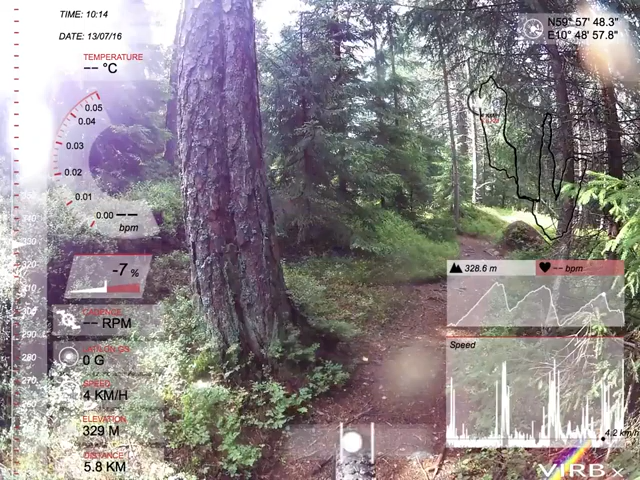 TIME: 10:14
DATE: 13/07/16
N59° 57' 48.3"
E10° 48' 57.8"
TEMPERATURE
-- °C
0.05
0.04
0.03
0.02
0.01
0.00 --
bpm
-7 %
328.6 m
-- bpm
CADENCE
-- RPM
0 G
Speed
SPEED
4 KM/H
ELEVATION
329 M
4.2 km/h
DISTANCE
5.8 KM
VIRB X